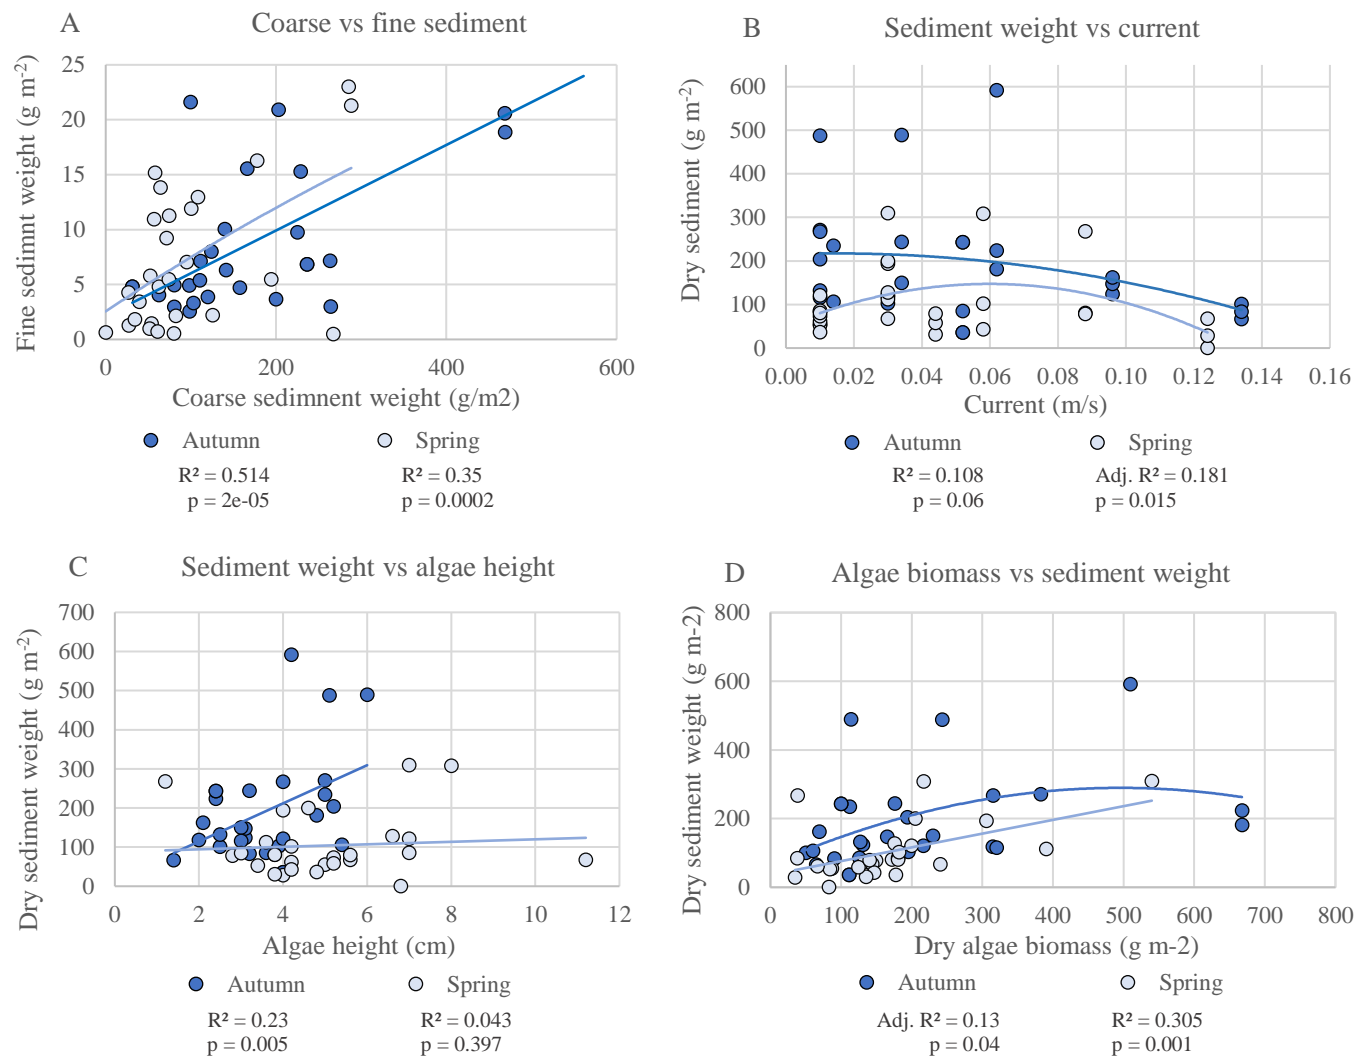 A
Coarse vs fine sediment
25
20
15
10
5
0
Fine sedimnt weight (g m⁻²)
0 200 400 600
Coarse sedimnent weight (g/m2)
Autumn Spring
R² = 0.514 R² = 0.35
p = 2e-05 p = 0.0002
B
Sediment weight vs current
600
500
400
300
200
100
0
Dry sediment (g m⁻²)
0.00 0.02 0.04 0.06 0.08 0.10 0.12 0.14 0.16
Current (m/s)
Autumn Spring
R² = 0.108 Adj. R² = 0.181
p = 0.06 p = 0.015
C
Sediment weight vs algae height
700
600
500
400
300
200
100
0
Dry sediment weight (g m⁻²)
0 2 4 6 8 10 12
Algae height (cm)
Autumn Spring
R² = 0.23 R² = 0.043
p = 0.005 p = 0.397
D
Algae biomass vs sediment weight
800
600
400
200
0
Dry sediment weight (g m-2)
0 100 200 300 400 500 600 700 800
Dry algae biomass (g m-2)
Autumn Spring
Adj. R² = 0.13 R² = 0.305
p = 0.04 p = 0.001